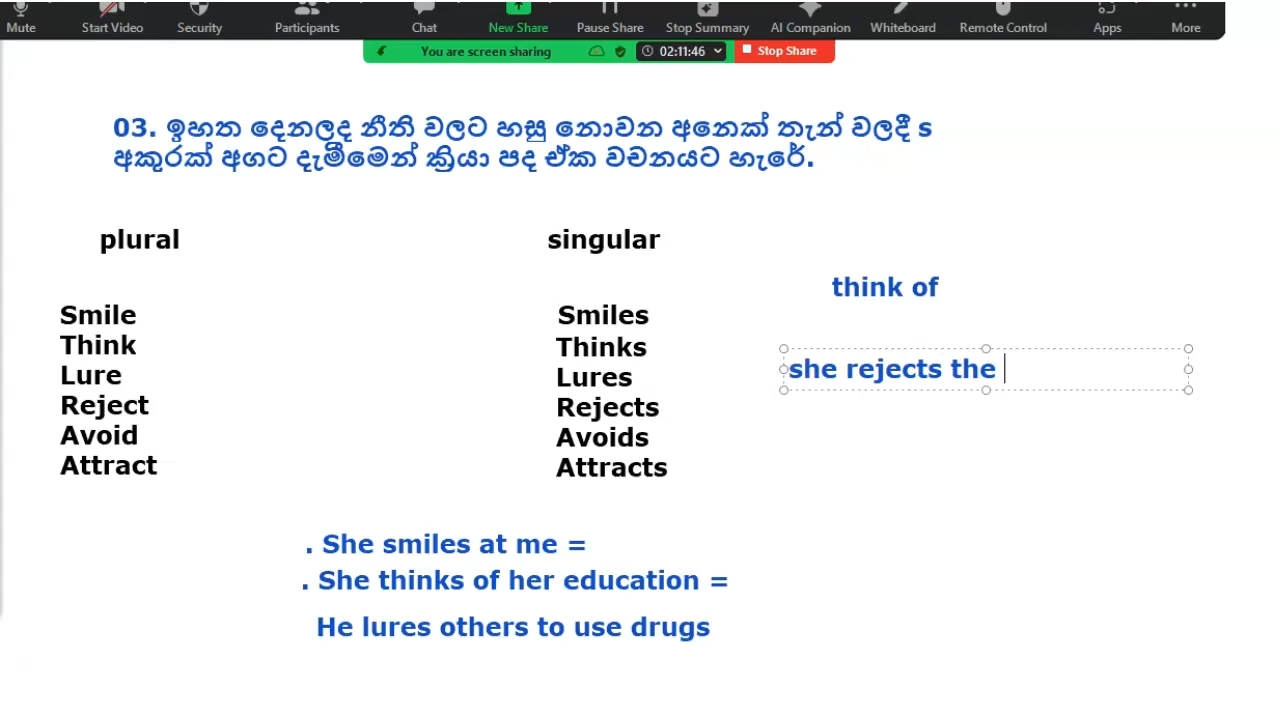 Mute Start Video Security Participants Chat New Share Pause Share Stop Summary AI Companion Whiteboard Remote Control Apps More
You are screen sharing 02:11:46 Stop Share
03. ඉහත දෙනලද නීති වලට හසු නොවන අනෙක් තැන් වලදී s
අකුරක් අගට දැමීමෙන් ක්‍රියා පද ඒක වචනයට හැරේ.
plural singular
think of
Smile Smiles
Think Thinks
she rejects the
Lure Lures
Reject Rejects
Avoid Avoids
Attract Attracts
. She smiles at me =
. She thinks of her education =
He lures others to use drugs